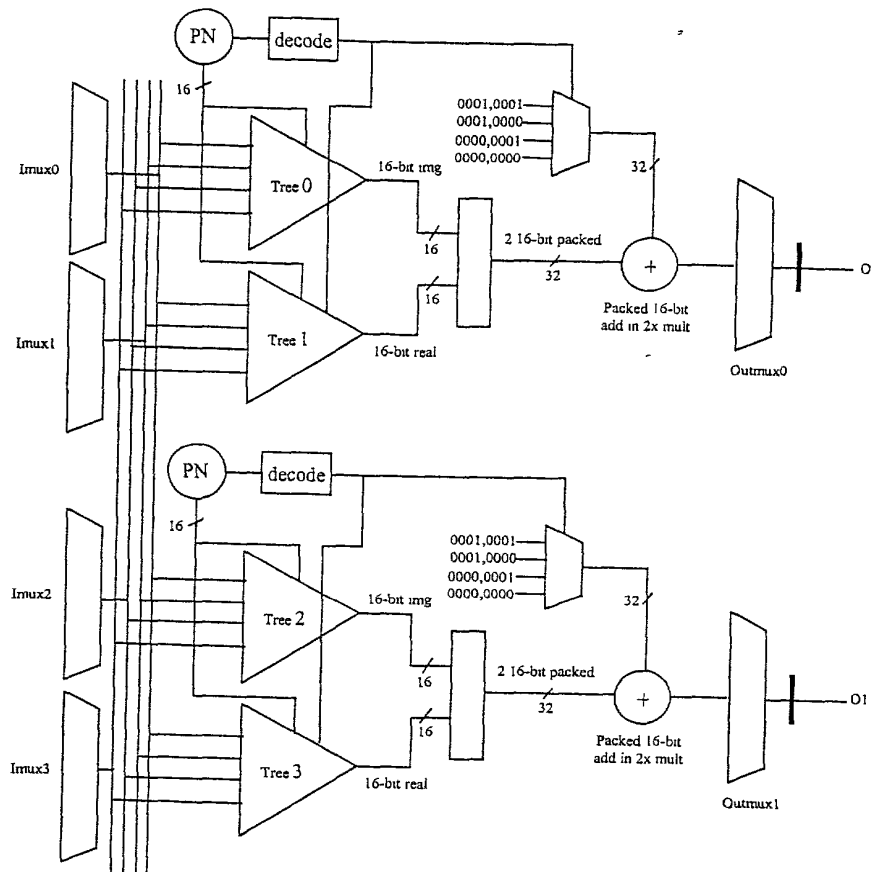 PN
decode
16
0001,0001
0001,0000
0000,0001
0000,0000
Imux0
Tree 0
16-bit img
32
16
2 16-bit packed
32
+
O
16
Packed 16-bit
add in 2x mult
Imux1
Tree 1
16-bit real
Outmux0
PN
decode
16
0001,0001
0001,0000
0000,0001
0000,0000
Imux2
Tree 2
16-bit img
32
16
2 16-bit packed
32
+
O1
16
Packed 16-bit
add in 2x mult
Imux3
Tree 3
16-bit real
Outmux1